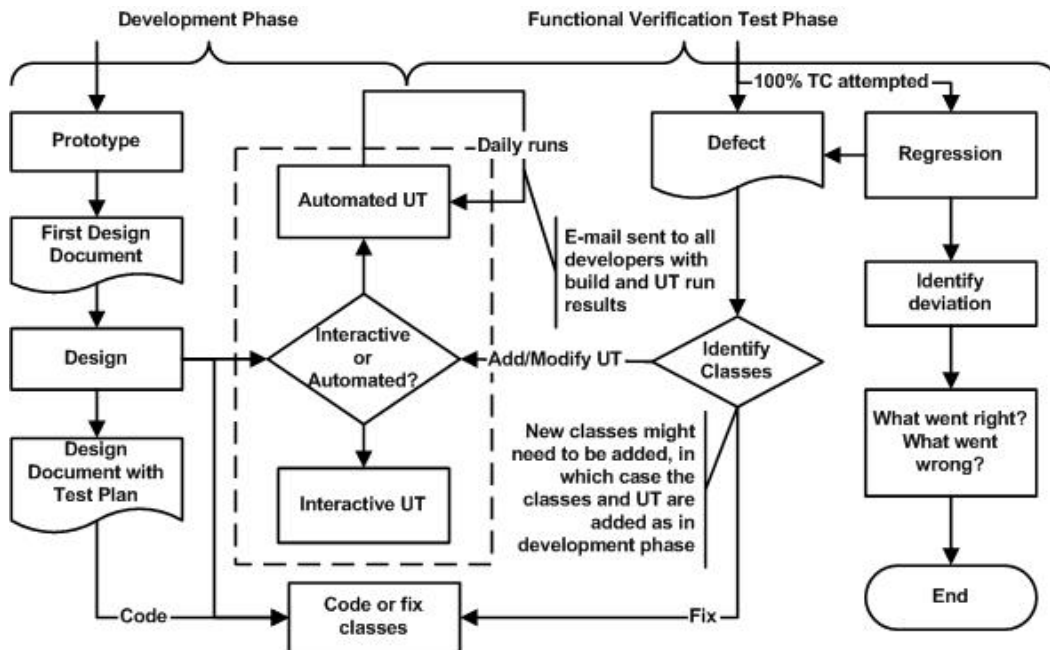 Development Phase
Functional Verification Test Phase
100% TC attempted
Prototype
Daily runs
Defect
Regression
Automated UT
First Design
Document
E-mail sent to all
developers with
build and UT run
results
Identify
deviation
Design
Interactive
or
Automated?
Add/Modify UT
Identify
Classes
What went right?
What went
wrong?
Design
Document with
Test Plan
Interactive UT
New classes might
need to be added, in
which case the
classes and UT are
added as in
development phase
Code
Code or fix
classes
Fix
End